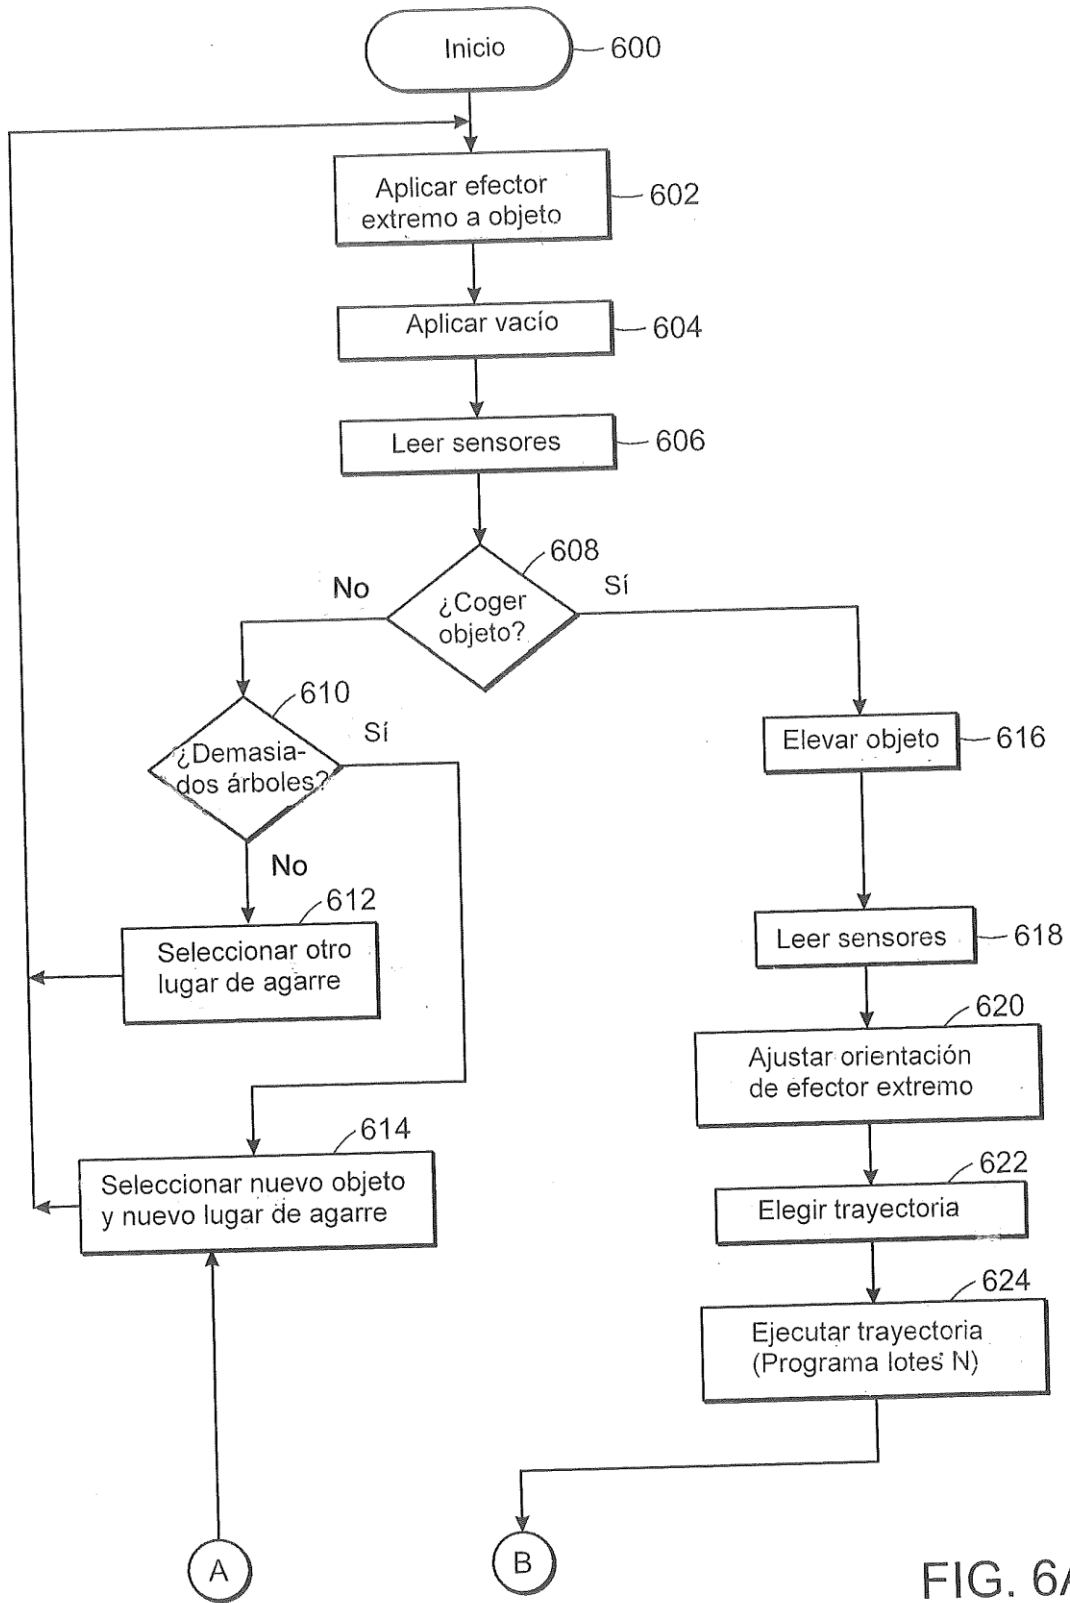 Inicio
600
Aplicar efector
extremo a objeto
602
Aplicar vacío
604
Leer sensores
606
608
No
Sí
¿Coger
objeto?
610
Sí
¿Demasia-
dos árboles?
Elevar objeto
616
No
612
Seleccionar otro
lugar de agarre
Leer sensores
618
620
Ajustar orientación
de efector extremo
614
Seleccionar nuevo objeto
y nuevo lugar de agarre
622
Elegir trayectoria
624
Ejecutar trayectoria
(Programa lotes N)
A
B
FIG. 6A